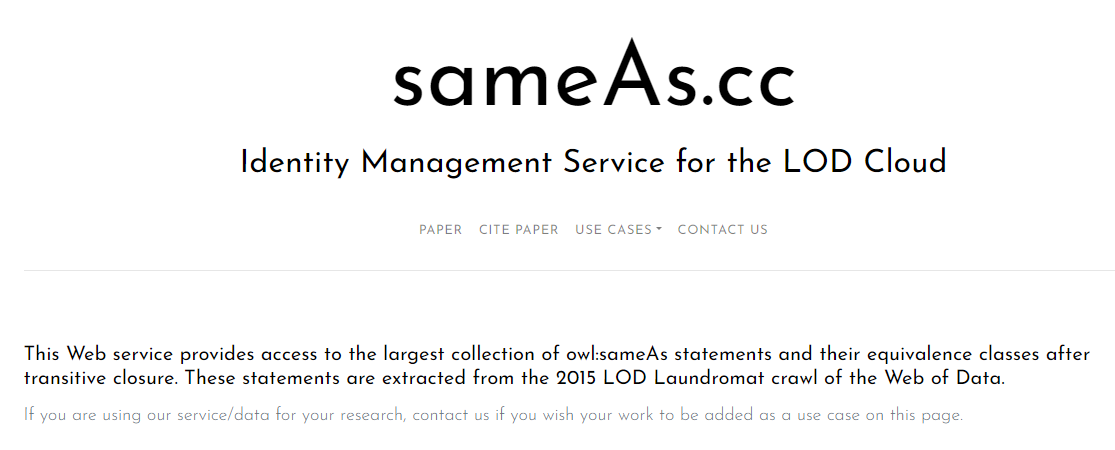 sameAs.cc
Identity Management Service for the LOD Cloud
PAPER CITE PAPER USE CASES CONTACT US
This Web service provides access to the largest collection of owl:sameAs statements and their equivalence classes after
transitive closure. These statements are extracted from the 2015 LOD Laundromat crawl of the Web of Data.
If you are using our service/data for your research, contact us if you wish your work to be added as a use case on this page.